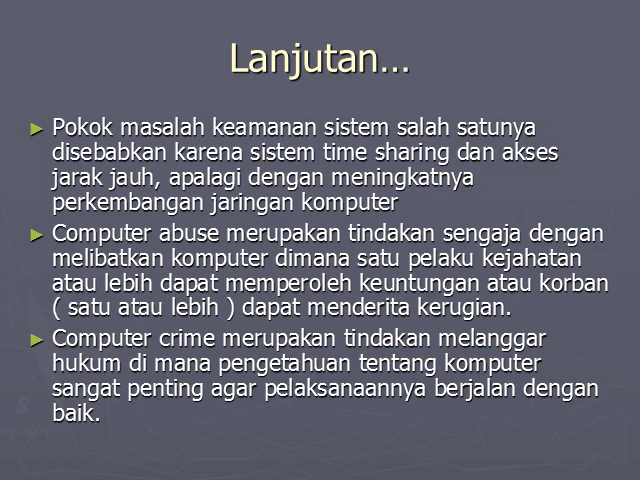 Lanjutan…
► Pokok masalah keamanan sistem salah satunya
disebabkan karena sistem time sharing dan akses
jarak jauh, apalagi dengan meningkatnya
perkembangan jaringan komputer
► Computer abuse merupakan tindakan sengaja dengan
melibatkan komputer dimana satu pelaku kejahatan
atau lebih dapat memperoleh keuntungan atau korban
( satu atau lebih ) dapat menderita kerugian.
► Computer crime merupakan tindakan melanggar
hukum di mana pengetahuan tentang komputer
sangat penting agar pelaksanaannya berjalan dengan
baik.